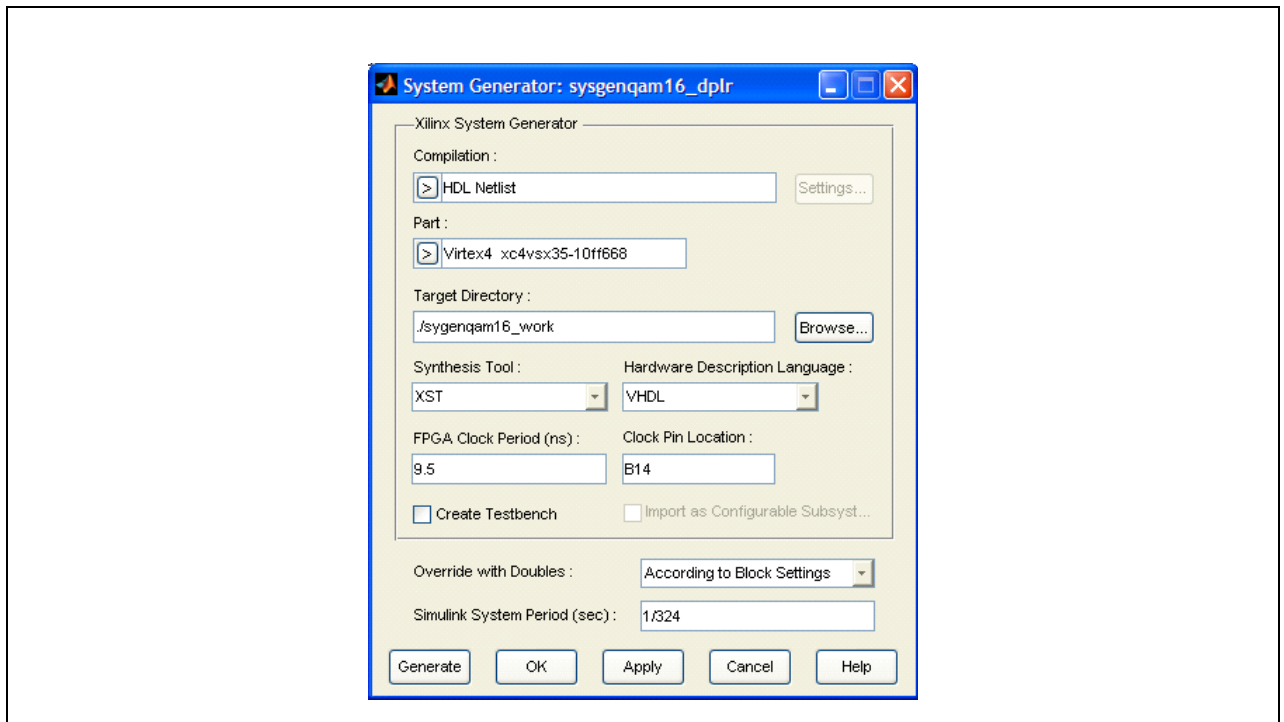 System Generator: sysgenqam16_dplr
Xilinx System Generator
Compilation :
> HDL Netlist
Settings...
Part :
> Virtex4 xc4vsx35-10ff668
Target Directory :
./sygenqam16_work
Browse...
Synthesis Tool :
Hardware Description Language :
XST
VHDL
FPGA Clock Period (ns) :
Clock Pin Location :
9.5
B14
Create Testbench
Import as Configurable Subsyst...
Override with Doubles :
According to Block Settings
Simulink System Period (sec) :
1/324
Generate
OK
Apply
Cancel
Help